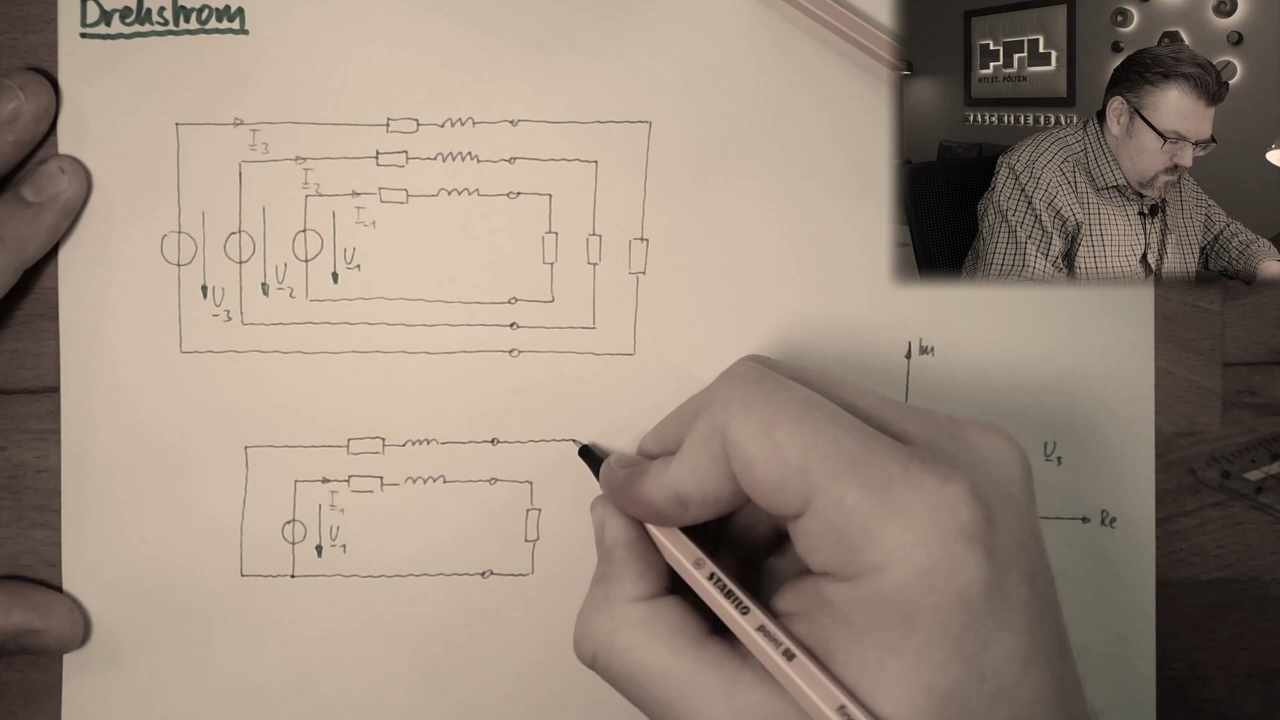 Drehstrom
HTL
HTL ST. PÖLTEN
MASCHINENBAU
I3
I2
I1
U1
U2
U3
Im
U3
Re
I1
U1
STABILO point 88